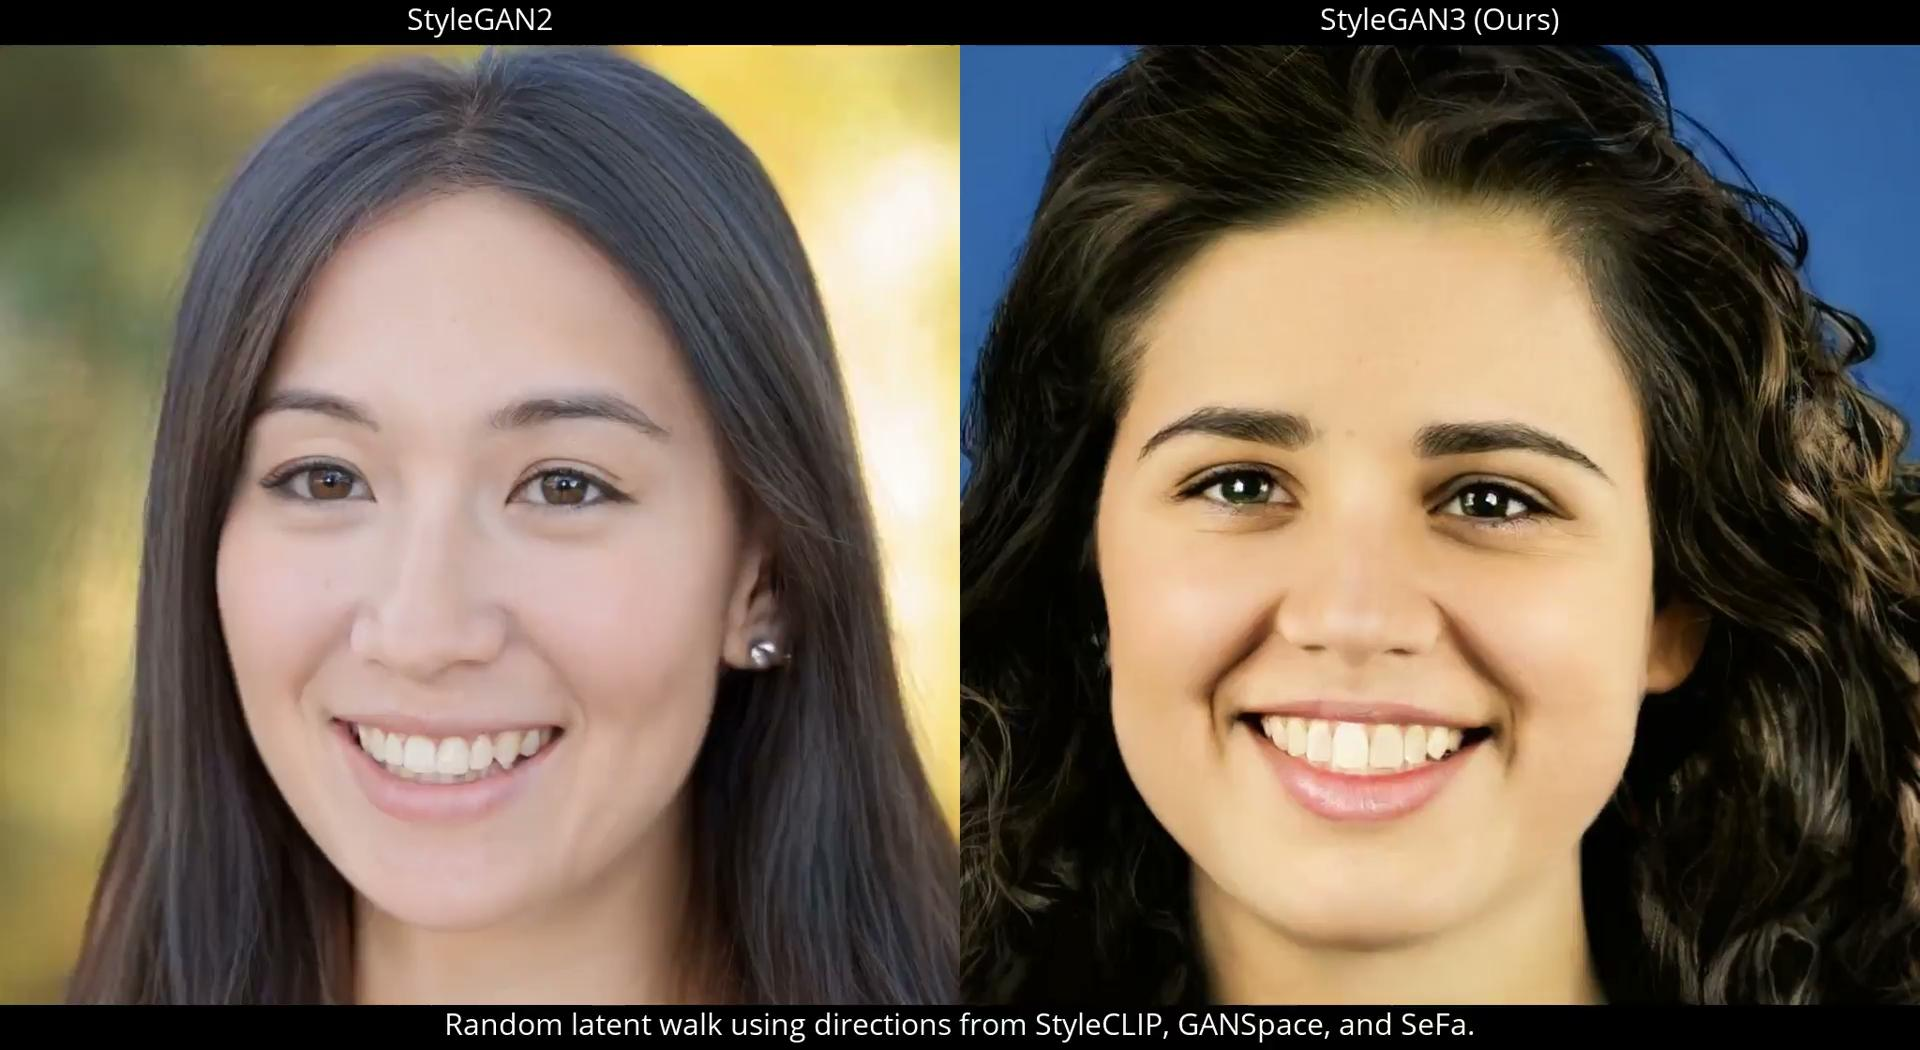 StyleGAN2
StyleGAN3 (Ours)
Random latent walk using directions from StyleCLIP, GANSpace, and SeFa.